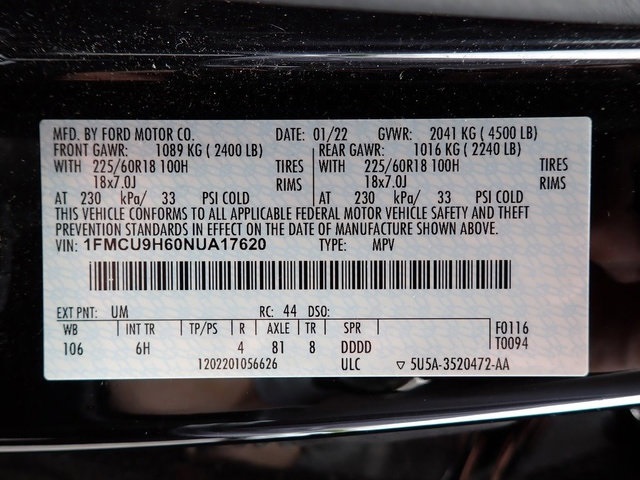 MFD. BY FORD MOTOR CO. DATE: 01/22 GVWR: 2041 KG ( 4500 LB)
FRONT GAWR: 1089 KG ( 2400 LB) REAR GAWR: 1016 KG ( 2240 LB)
WITH 225/60R18 100H TIRES WITH 225/60R18 100H TIRES
18x7.0J RIMS 18x7.0J RIMS
AT 230 kPa/ 33 PSI COLD AT 230 kPa/ 33 PSI COLD
THIS VEHICLE CONFORMS TO ALL APPLICABLE FEDERAL MOTOR VEHICLE SAFETY AND THEFT
PREVENTION STANDARDS IN EFFECT ON THE DATE OF MANUFACTURE SHOWN ABOVE.
VIN: 1FMCU9H60NUA17620 TYPE: MPV
EXT PNT: UM RC: 44 DSO:
WB INT TR TP/PS R AXLE TR SPR F0116
106 6H 4 81 8 DDDD T0094
1202201056626 ULC ▽ 5U5A-3520472-AA